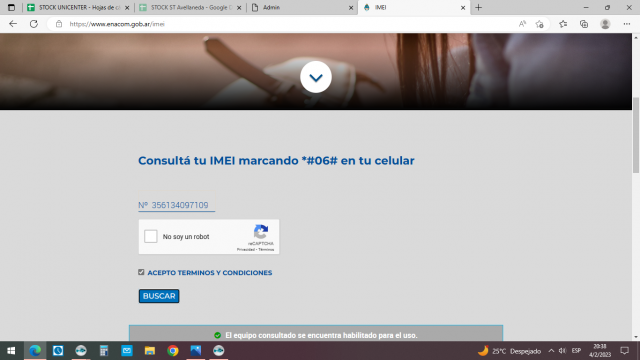 STOCK UNICENTER - Hojas de cá
STOCK ST Avellaneda - Google
Admin
IMEI
https://www.enacom.gob.ar/imei
Consultá tu IMEI marcando *#06# en tu celular
Nº 356134097109
No soy un robot
reCAPTCHA
Privacidad - Términos
ACEPTO TERMINOS Y CONDICIONES
BUSCAR
El equipo consultado se encuentra habilitado para el uso.
25°C Despejado
ESP
20:38
4/2/2023